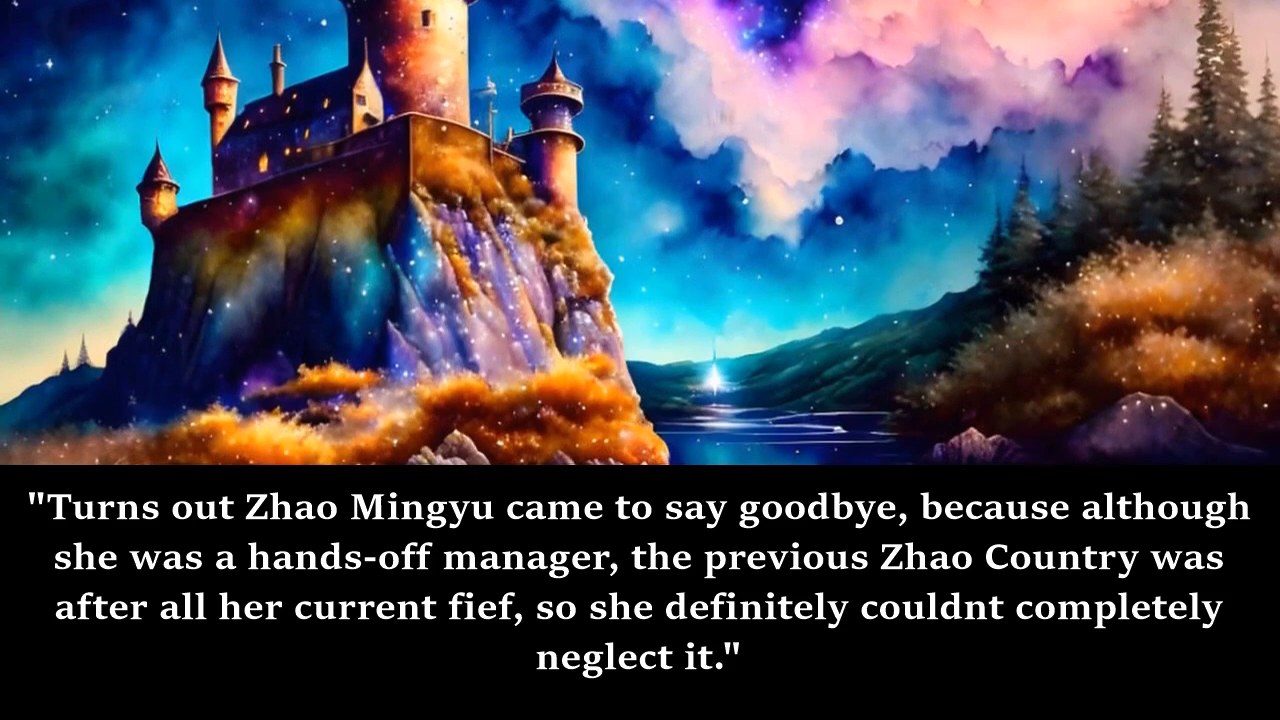 "Turns out Zhao Mingyu came to say goodbye, because although
she was a hands-off manager, the previous Zhao Country was
after all her current fief, so she definitely couldnt completely
neglect it."